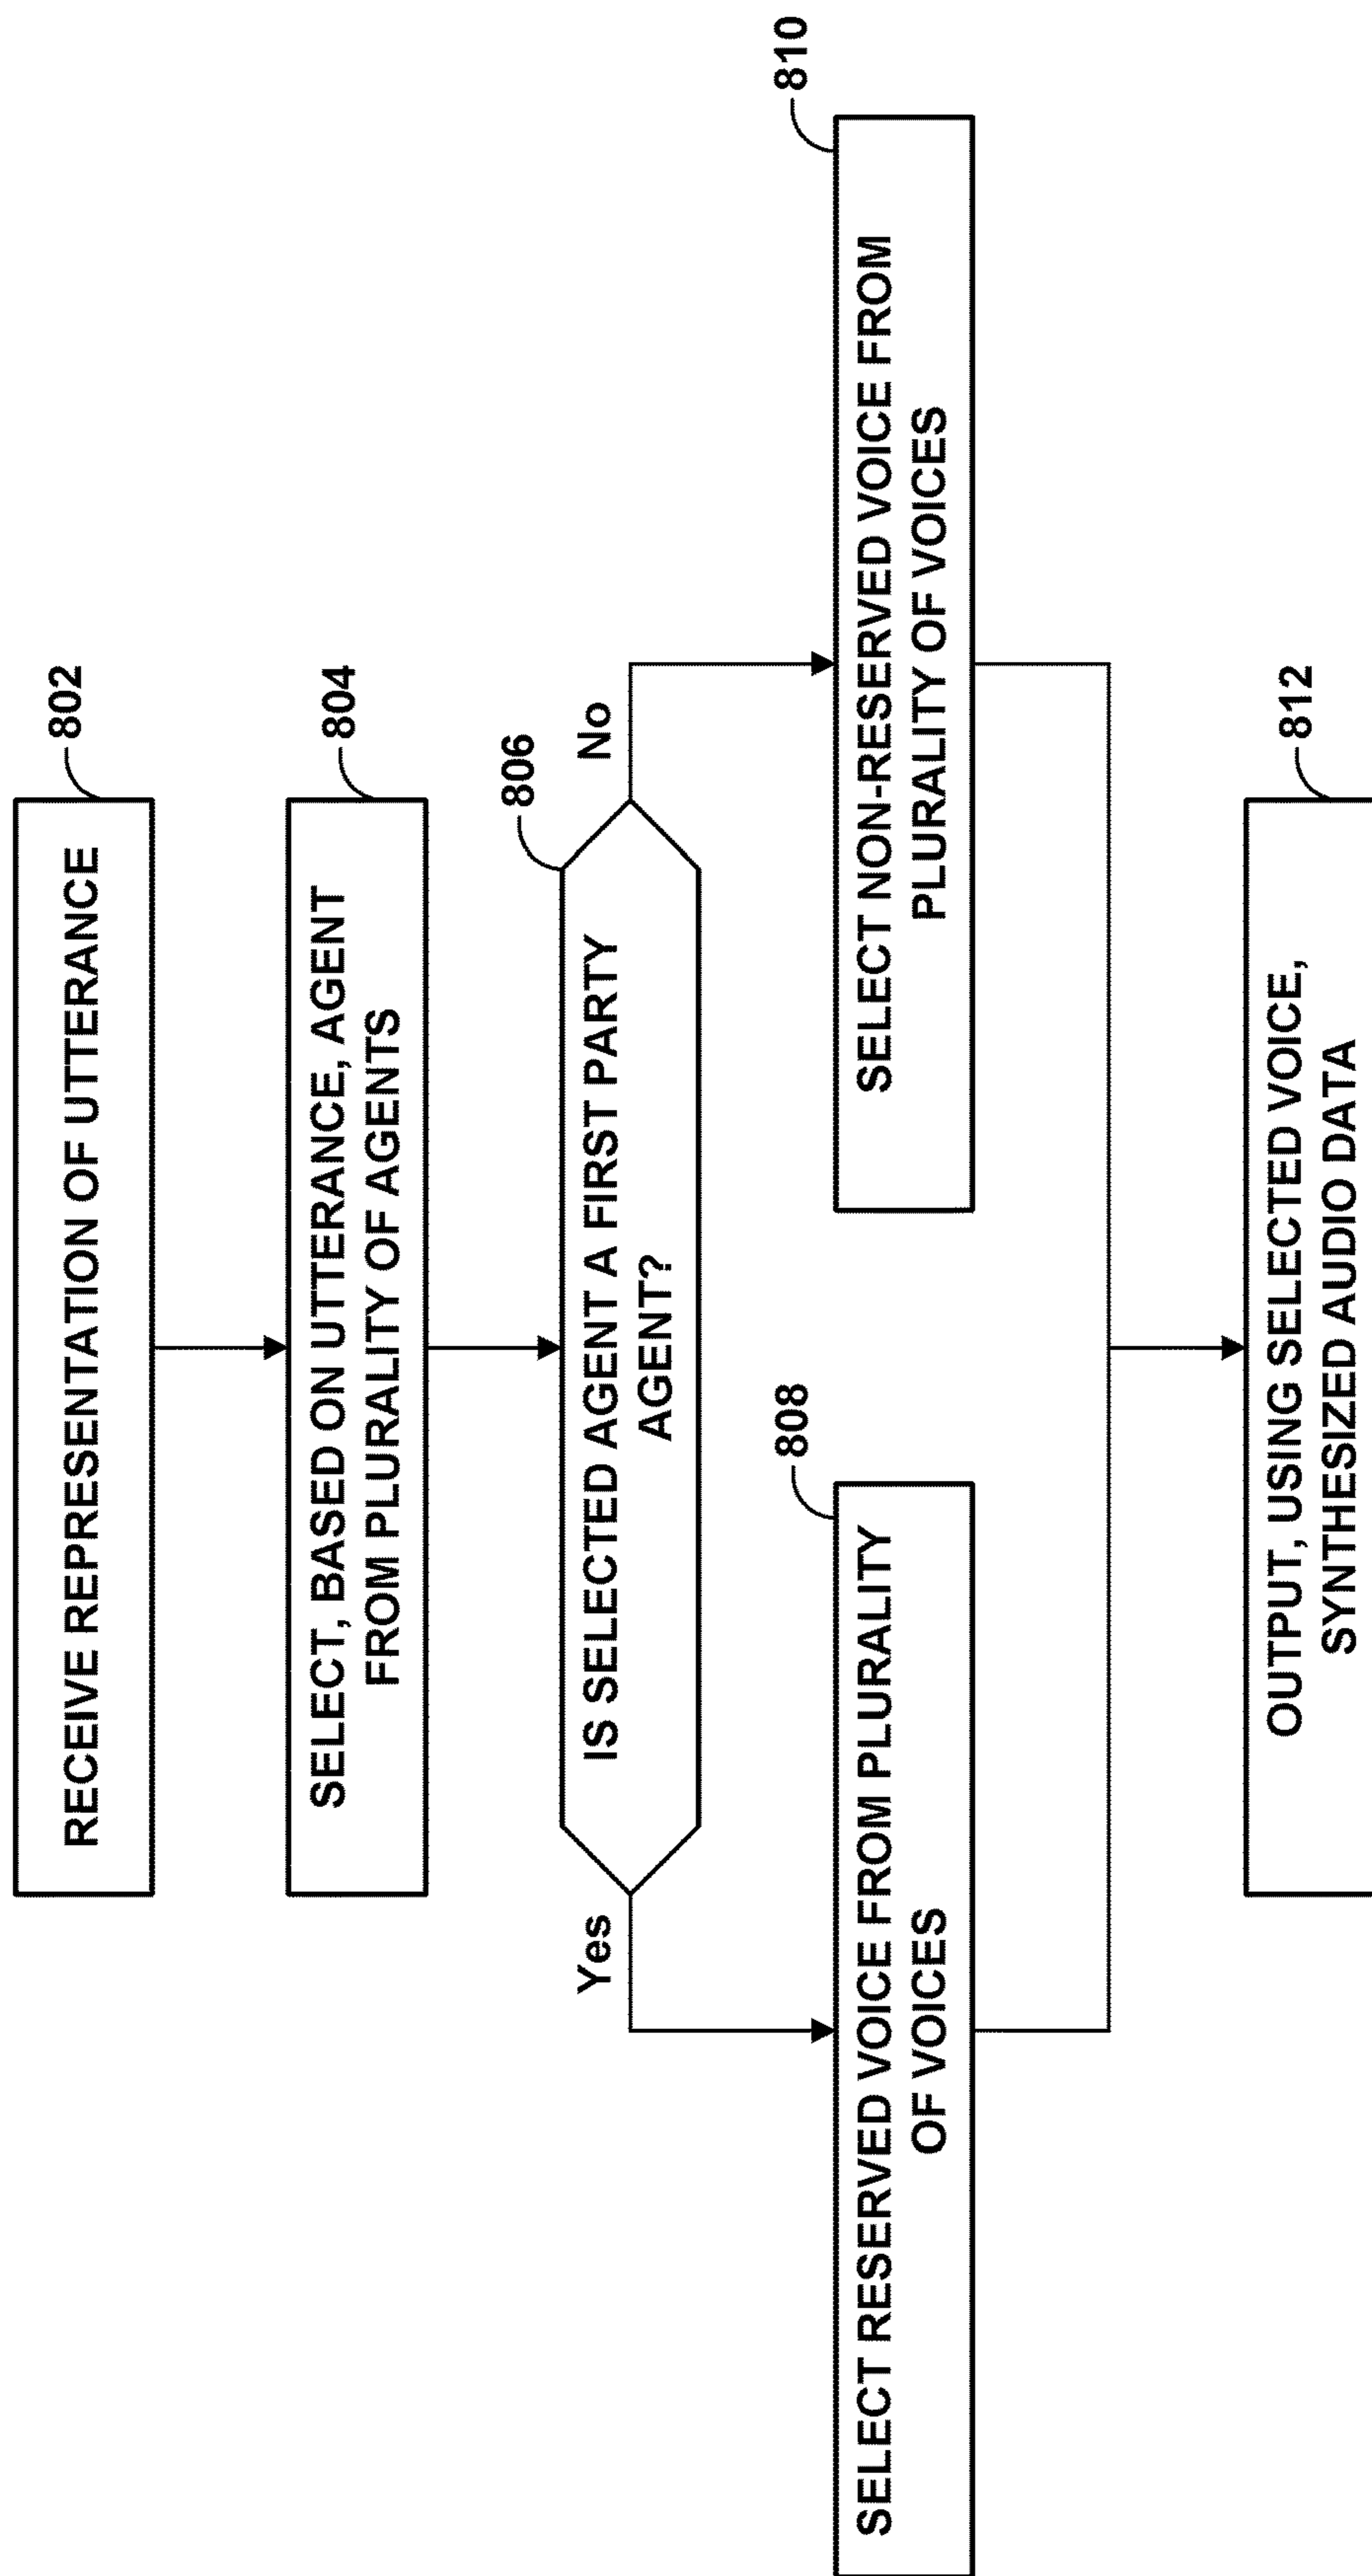 802
RECEIVE REPRESENTATION OF UTTERANCE
804
SELECT, BASED ON UTTERANCE, AGENT
FROM PLURALITY OF AGENTS
806
IS SELECTED AGENT A FIRST PARTY
AGENT?
Yes
No
808
SELECT RESERVED VOICE FROM PLURALITY
OF VOICES
810
SELECT NON-RESERVED VOICE FROM
PLURALITY OF VOICES
812
OUTPUT, USING SELECTED VOICE,
SYNTHESIZED AUDIO DATA